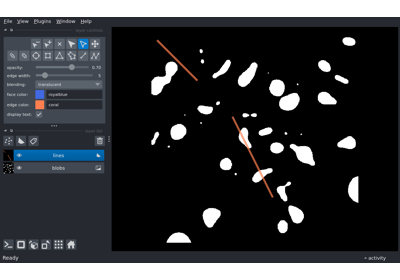 File View Plugins Window Help
opacity: 0.70
edge width: 5
blending: translucent
face color: royalblue
edge color: coral
display text: ✓
lines
blobs
Ready
activity